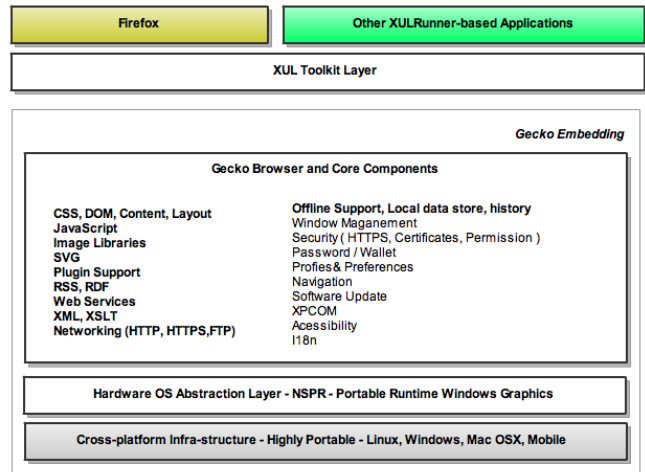 Firefox
Other XULRunner-based Applications
XUL Toolkit Layer
Gecko Embedding
Gecko Browser and Core Components
CSS, DOM, Content, Layout
JavaScript
Image Libraries
SVG
Plugin Support
RSS, RDF
Web Services
XML, XSLT
Networking (HTTP, HTTPS,FTP)
Offline Support, Local data store, history
Window Maganement
Security ( HTTPS, Certificates, Permission )
Password / Wallet
Profies& Preferences
Navigation
Software Update
XPCOM
Acessibility
I18n
Hardware OS Abstraction Layer - NSPR - Portable Runtime Windows Graphics
Cross-platform Infra-structure - Highly Portable - Linux, Windows, Mac OSX, Mobile